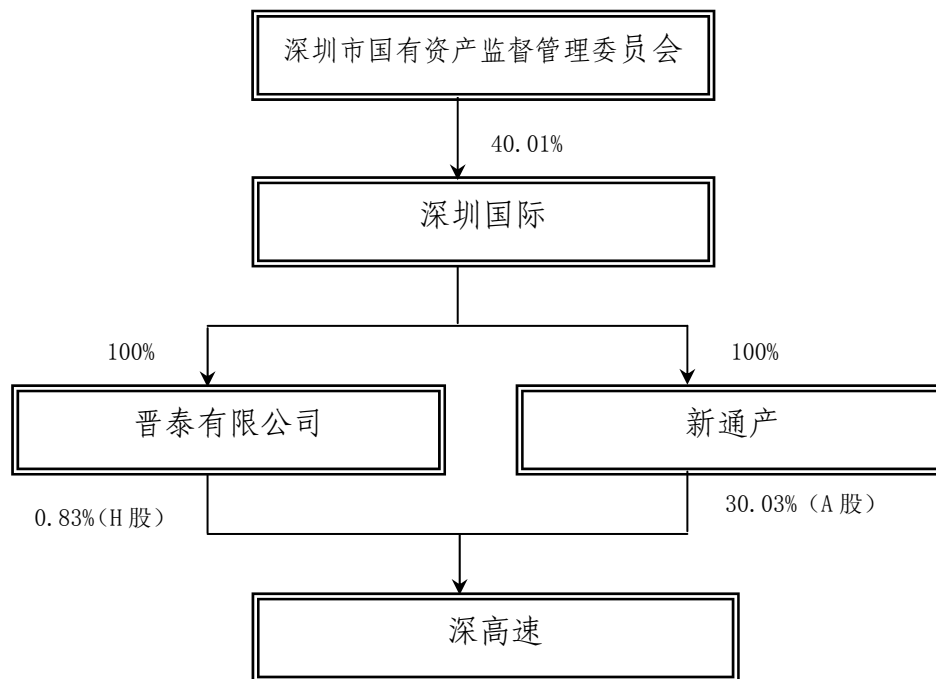 深圳市国有资产监督管理委员会
40.01%
深圳国际
100%
100%
晋泰有限公司
新通产
0.83%(H 股)
30.03%（A 股）
深高速